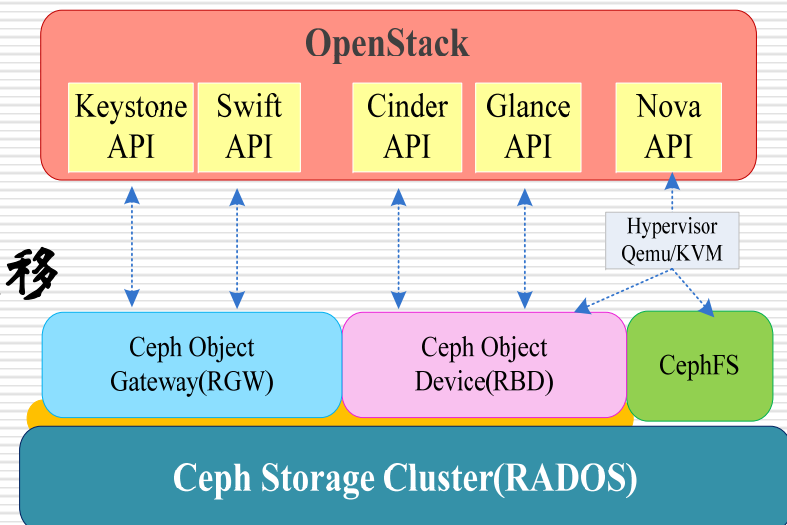 OpenStack
Keystone
API
Swift
API
Cinder
API
Glance
API
Nova
API
Hypervisor
Qemu/KVM
移
Ceph Object
Gateway(RGW)
Ceph Object
Device(RBD)
CephFS
Ceph Storage Cluster(RADOS)